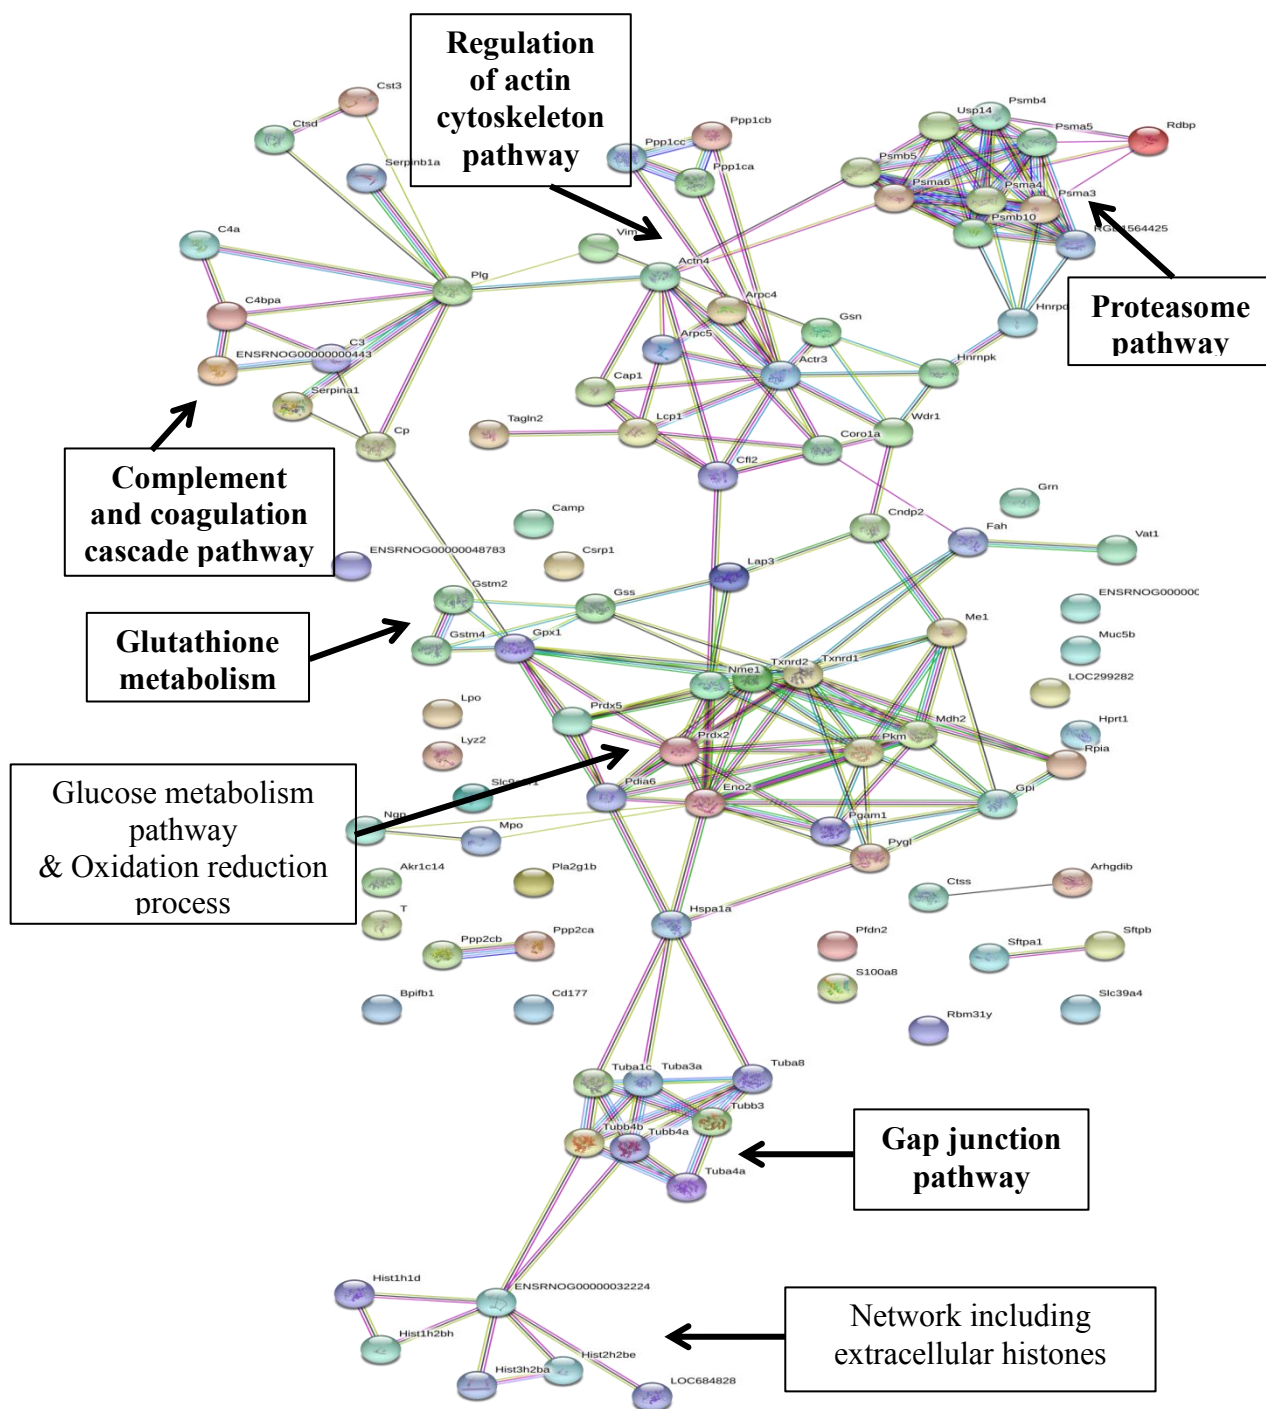 Regulation
of actin
cytoskeleton
pathway
Cst3
Ctsd
Serpinb1a
Ppp1cc
Ppp1cb
Ppp1ca
Usp14
Psmb4
Psma5
Rdbp
Psmb5
Psma6
Psma4
Psma3
Psmb10
RGD1564425
C4a
Plg
Vim
Actn4
C4bpa
Arpc4
Gsn
Hnrpd
Proteasome
pathway
C3
ENSRNOG00000000443
Arpc5
Actr3
Hnrnpk
Serpina1
Cap1
Cp
Tagln2
Lcp1
Coro1a
Wdr1
Cfl2
Complement
and coagulation
cascade pathway
Camp
Cndp2
Grn
Fah
Vat1
ENSRNOG00000048783
Csrp1
Lap3
Gstm2
Gss
ENSRNOG00000
Glutathione
metabolism
Gstm4
Gpx1
Me1
Muc5b
Nme1
Txnrd2
Txnrd1
LOC299282
Lpo
Prdx5
Mdh2
Hprt1
Lyz2
Prdx2
Pkm
Rpia
Glucose metabolism
pathway
& Oxidation reduction
process
Pdia6
Eno2
Gpi
Ngp
Mpo
Pgam1
Pygl
Akr1c14
Pla2g1b
Ctss
Arhgdib
T
Hspa1a
Ppp2cb
Ppp2ca
Pfdn2
Sftpa1
Sftpb
S100a8
Bpifb1
Cd177
Rbm31y
Slc39a4
Tuba1c
Tuba3a
Tuba8
Tubb3
Tubb4b
Tubb4a
Gap junction
pathway
Tuba4a
Hist1h1d
ENSRNOG00000032224
Hist1h2bh
Network including
extracellular histones
Hist2h2be
Hist3h2ba
LOC684828